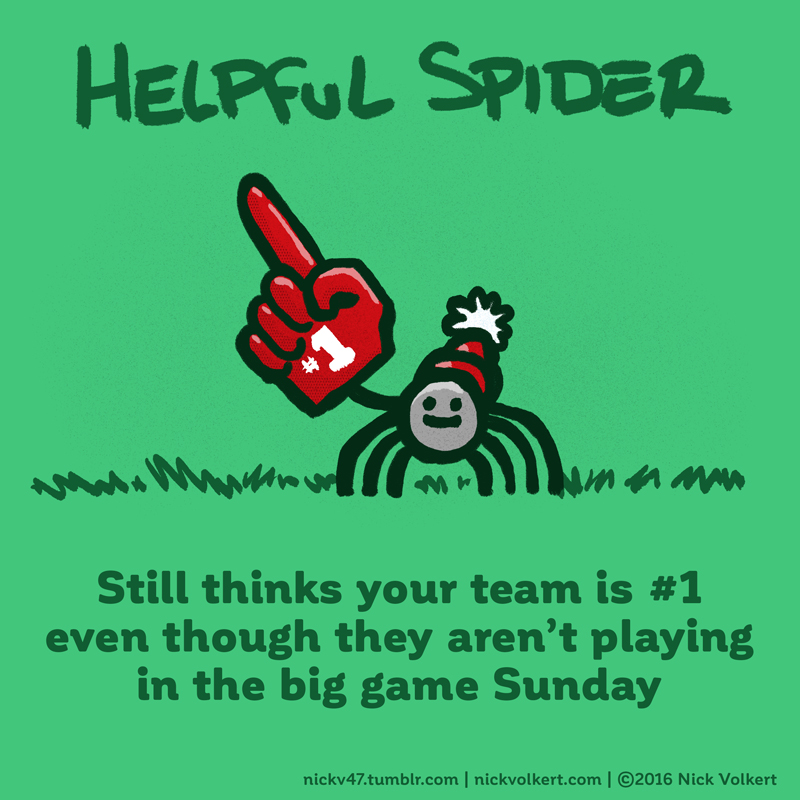 HELPFUL SPIDER
#1
Still thinks your team is #1
even though they aren’t playing
in the big game Sunday
nickv47.tumblr.com | nickvolkert.com | ©2016 Nick Volkert